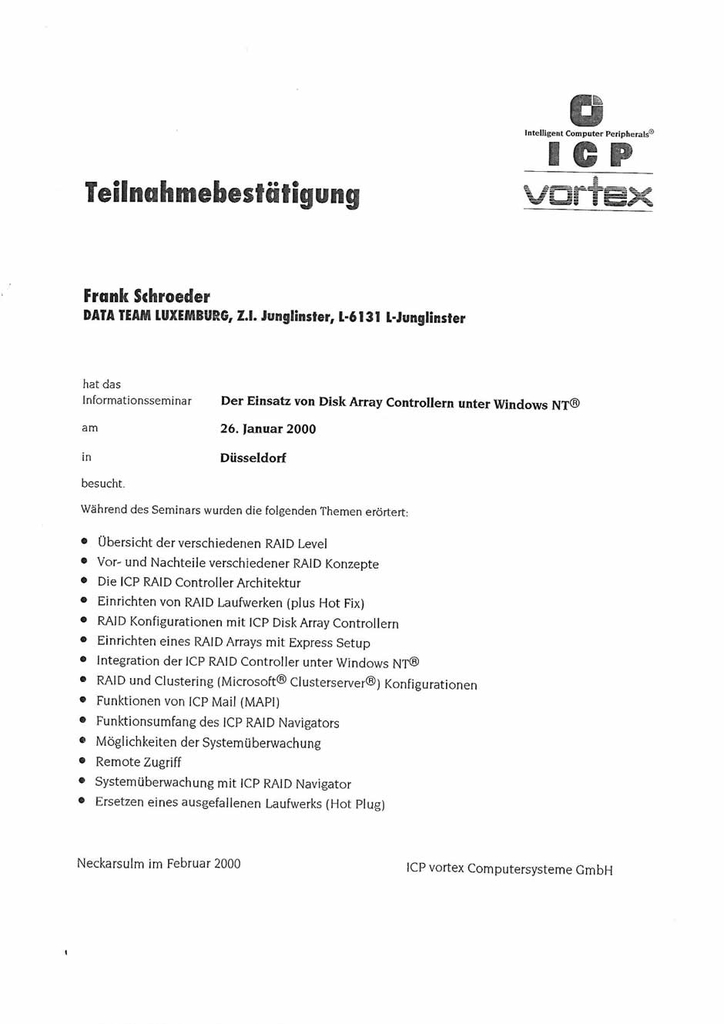 Intelligent Computer Peripherals®
ICP
vortex
Teilnahmebestätigung
Frank Schroeder
DATA TEAM LUXEMBURG, Z.I. Junglinster, L-6131 L-Junglinster
hat das
Informationsseminar Der Einsatz von Disk Array Controllern unter Windows NT®
am 26. Januar 2000
in Düsseldorf
besucht.
Während des Seminars wurden die folgenden Themen erörtert:
• Übersicht der verschiedenen RAID Level
• Vor- und Nachteile verschiedener RAID Konzepte
• Die ICP RAID Controller Architektur
• Einrichten von RAID Laufwerken (plus Hot Fix)
• RAID Konfigurationen mit ICP Disk Array Controllern
• Einrichten eines RAID Arrays mit Express Setup
• Integration der ICP RAID Controller unter Windows NT®
• RAID und Clustering (Microsoft® Clusterserver®) Konfigurationen
• Funktionen von ICP Mail (MAPI)
• Funktionsumfang des ICP RAID Navigators
• Möglichkeiten der Systemüberwachung
• Remote Zugriff
• Systemüberwachung mit ICP RAID Navigator
• Ersetzen eines ausgefallenen Laufwerks (Hot Plug)
Neckarsulm im Februar 2000 ICP vortex Computersysteme GmbH